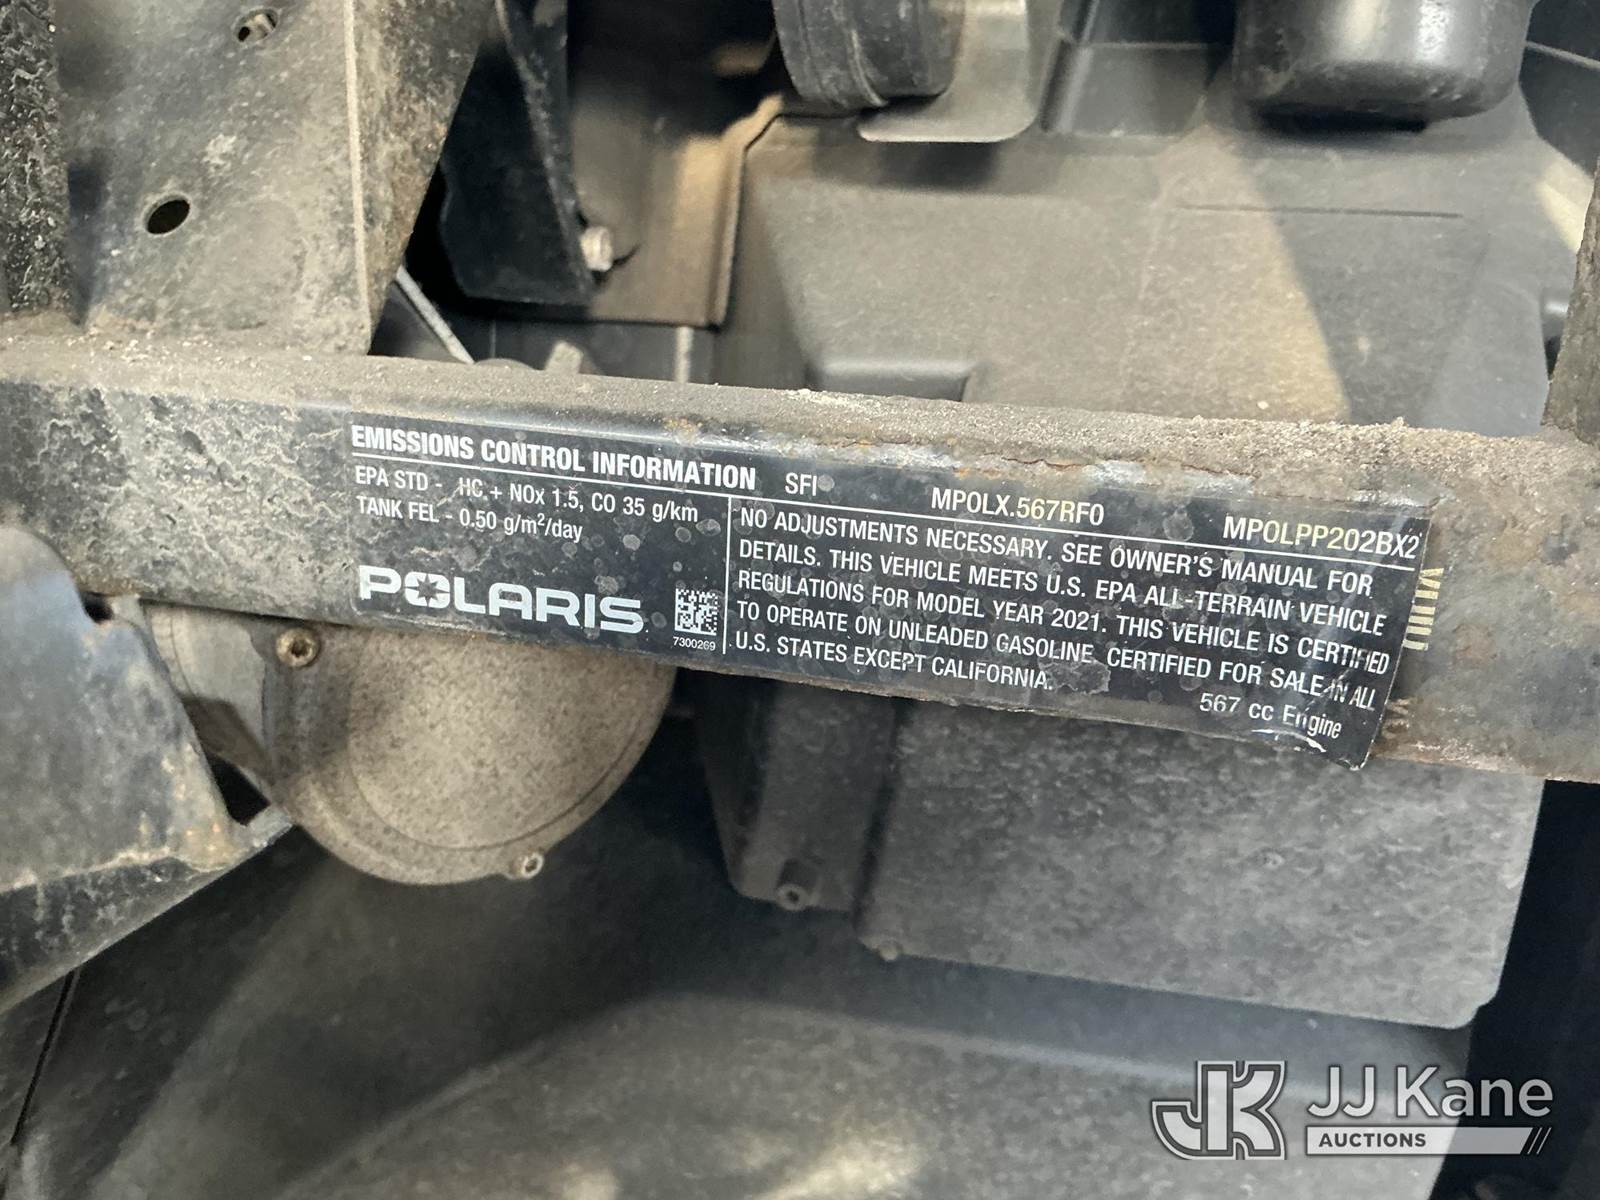 EMISSIONS CONTROL INFORMATION SFI MPOLX.567RF0 MPOLPP202BX2
EPA STD - HC + NOx 1.5, CO 35 g/km
TANK FEL - 0.50 g/m²/day
POLARIS
7300269
NO ADJUSTMENTS NECESSARY. SEE OWNER'S MANUAL FOR
DETAILS. THIS VEHICLE MEETS U.S. EPA ALL-TERRAIN VEHICLE
REGULATIONS FOR MODEL YEAR 2021. THIS VEHICLE IS CERTIFIED
TO OPERATE ON UNLEADED GASOLINE. CERTIFIED FOR SALE IN ALL
U.S. STATES EXCEPT CALIFORNIA.
567 cc Engine
JK JJ Kane
AUCTIONS